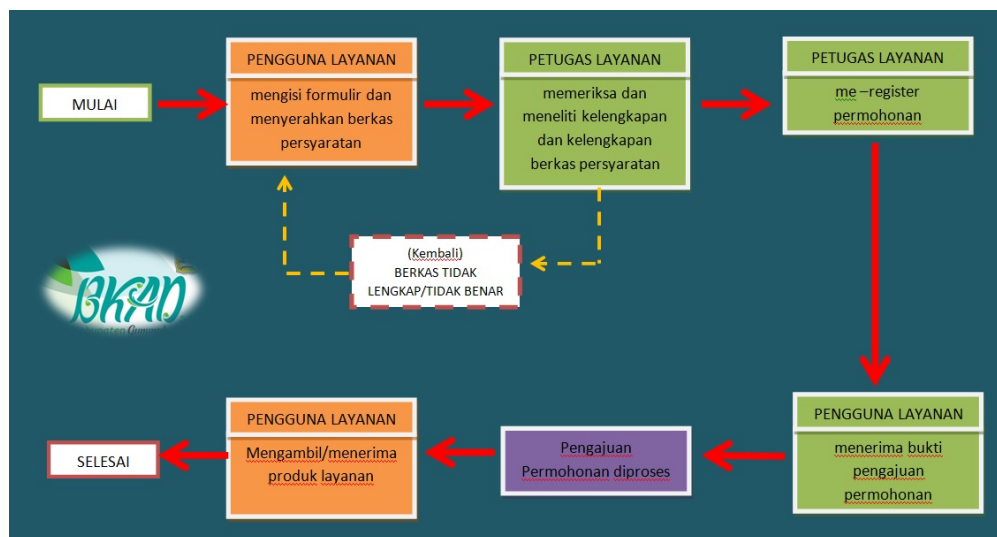 MULAI
PENGGUNA LAYANAN
mengisi formulir dan
menyerahkan berkas
persyaratan
PETUGAS LAYANAN
memeriksa dan
meneliti kelengkapan
dan kelengkapan
berkas persyaratan
PETUGAS LAYANAN
me –register
permohonan
(Kembali)
BERKAS TIDAK
LENGKAP/TIDAK BENAR
BKAD
PENGGUNA LAYANAN
menerima bukti
pengajuan
permohonan
Pengajuan
Permohonan diproses
PENGGUNA LAYANAN
Mengambil/menerima
produk layanan
SELESAI